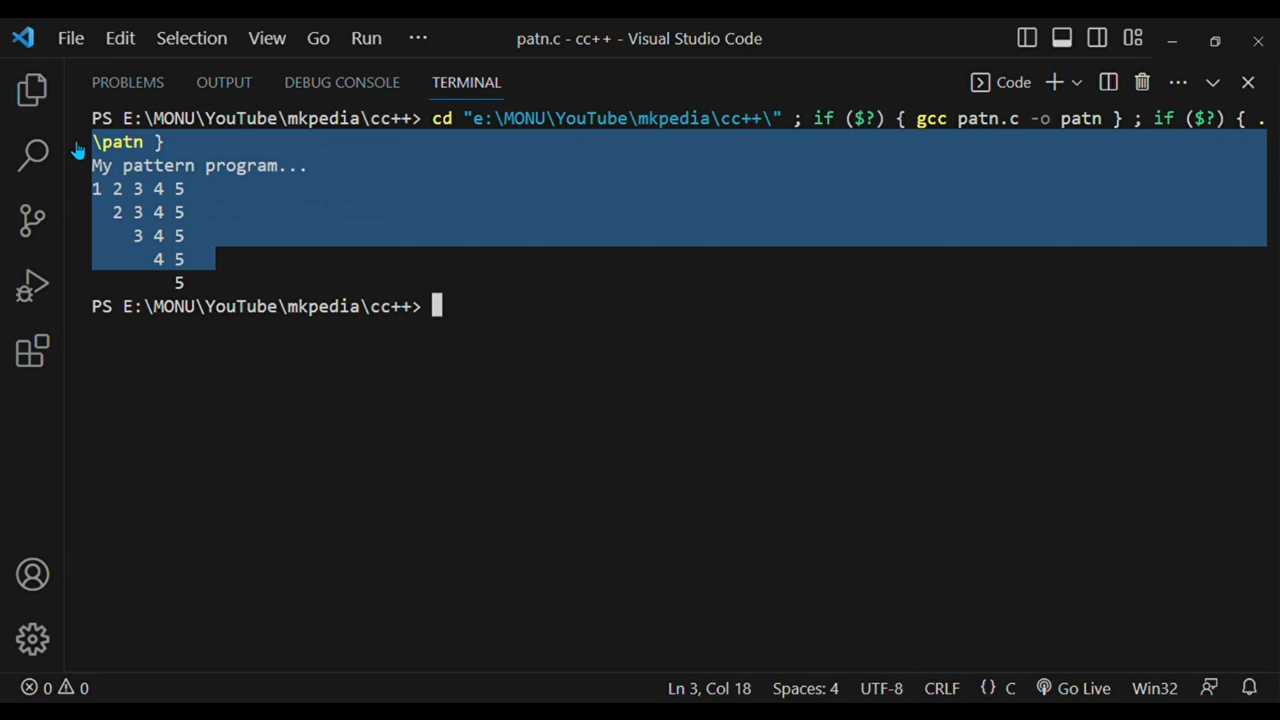 File Edit Selection View Go Run ··· patn.c - cc++ - Visual Studio Code
PROBLEMS OUTPUT DEBUG CONSOLE TERMINAL Code
PS E:\MONU\YouTube\mkpedia\cc++> cd "e:\MONU\YouTube\mkpedia\cc++\" ; if ($?) { gcc patn.c -o patn } ; if ($?) { .
\patn }
My pattern program...
1 2 3 4 5
  2 3 4 5
    3 4 5
      4 5
        5
PS E:\MONU\YouTube\mkpedia\cc++>
0 0 Ln 3, Col 18 Spaces: 4 UTF-8 CRLF {} C Go Live Win32